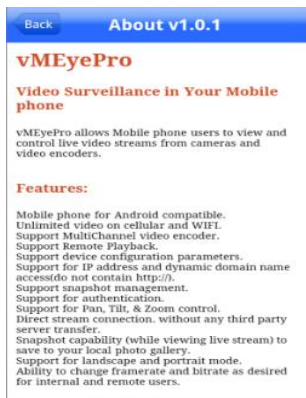 Back
About v1.0.1
vMEyePro
Video Surveillance in Your Mobile
phone
vMEyePro allows Mobile phone users to view and
control live video streams from cameras and
video encoders.
Features:
Mobile phone for Android compatible.
Unlimited video on cellular and WIFI.
Support MultiChannel video encoder.
Support Remote Playback.
Support device configuration parameters.
Support for IP address and dynamic domain name
access(do not contain http://).
Support snapshot management.
Support for authentication.
Support for Pan, Tilt, & Zoom control.
Direct stream connection. without any third party
server transfer.
Snapshot capability (while viewing live stream) to
save to your local photo gallery.
Support for landscape and portrait mode.
Ability to change framerate and bitrate as desired
for internal and remote users.